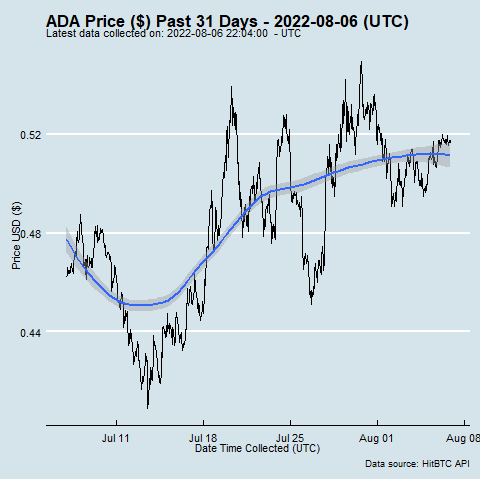 ADA Price ($) Past 31 Days - 2022-08-06 (UTC)
Latest data collected on: 2022-08-06 22:04:00 - UTC
0.52
0.48
0.44
Price USD ($)
Jul 11
Jul 18
Jul 25
Aug 01
Aug 08
Date Time Collected (UTC)
Data source: HitBTC API